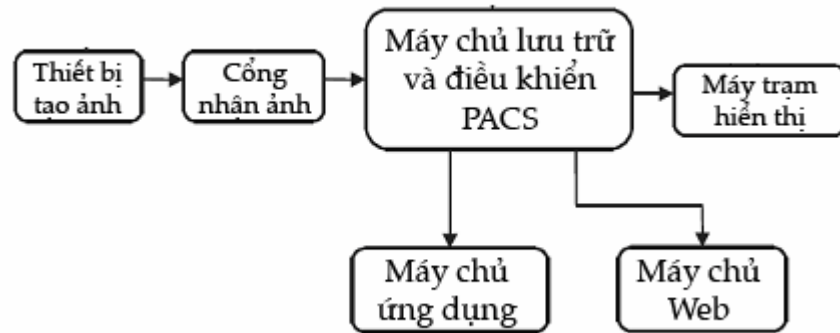 Thiết bị
tạo ảnh
Cổng
nhận ảnh
Máy chủ lưu trữ
và điều khiển
PACS
Máy trạm
hiển thị
Máy chủ
ứng dụng
Máy chủ
Web